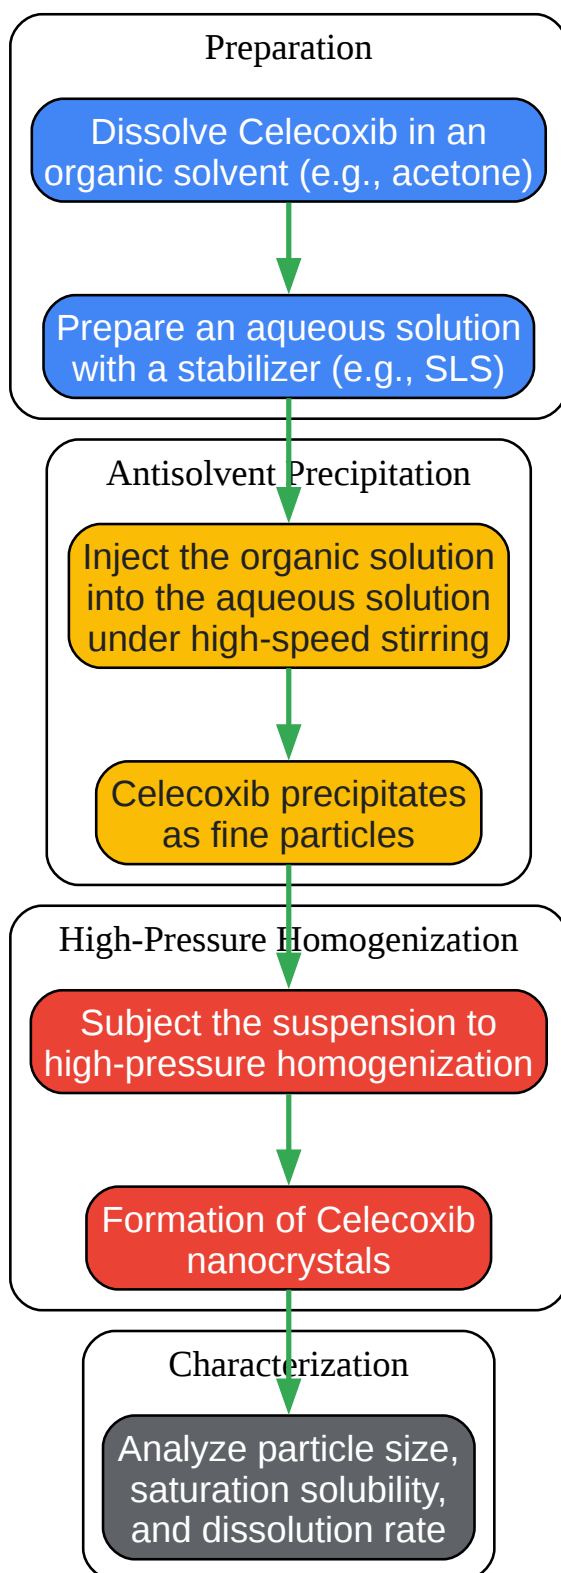 Preparation
Dissolve Celecoxib in an
organic solvent (e.g., acetone)
Prepare an aqueous solution
with a stabilizer (e.g., SLS)
Antisolvent Precipitation
Inject the organic solution
into the aqueous solution
under high-speed stirring
Celecoxib precipitates
as fine particles
High-Pressure Homogenization
Subject the suspension to
high-pressure homogenization
Formation of Celecoxib
nanocrystals
Characterization
Analyze particle size,
saturation solubility,
and dissolution rate